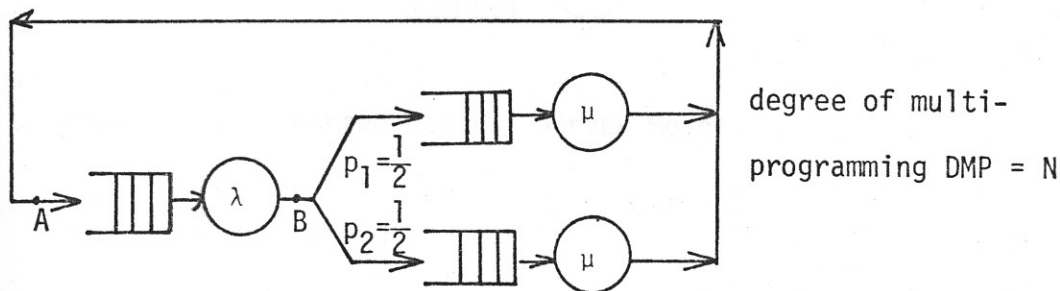 μ
degree of multi-
programming DMP = N
p₁=1/2
A
λ
B
p₂=1/2
μ